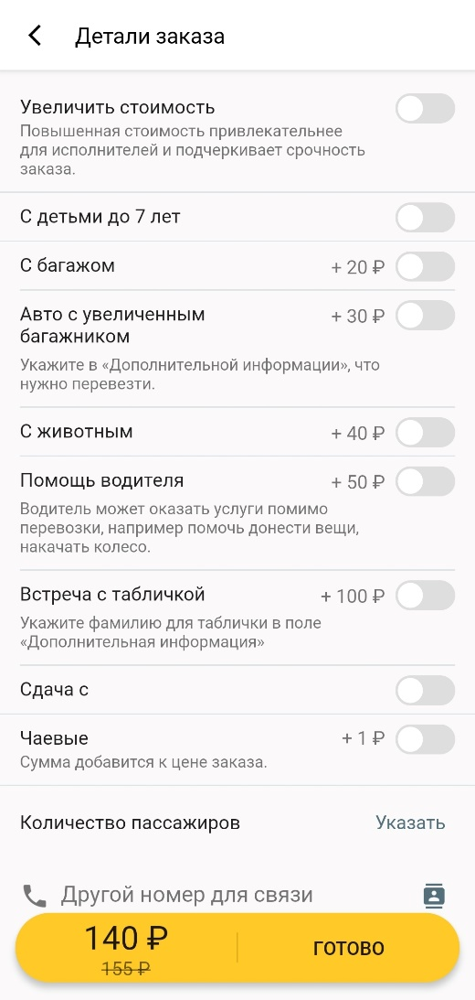 Детали заказа
Увеличить стоимость
Повышенная стоимость привлекательнее
для исполнителей и подчеркивает срочность
заказа.
С детьми до 7 лет
С багажом + 20 ₽
Авто с увеличенным + 30 ₽
багажником
Укажите в «Дополнительной информации», что
нужно перевезти.
С животным + 40 ₽
Помощь водителя + 50 ₽
Водитель может оказать услуги помимо
перевозки, например помочь донести вещи,
накачать колесо.
Встреча с табличкой + 100 ₽
Укажите фамилию для таблички в поле
«Дополнительная информация»
Сдача с
Чаевые + 1 ₽
Сумма добавится к цене заказа.
Количество пассажиров Указать
Другой номер для связи
140 ₽ ГОТОВО
155 ₽